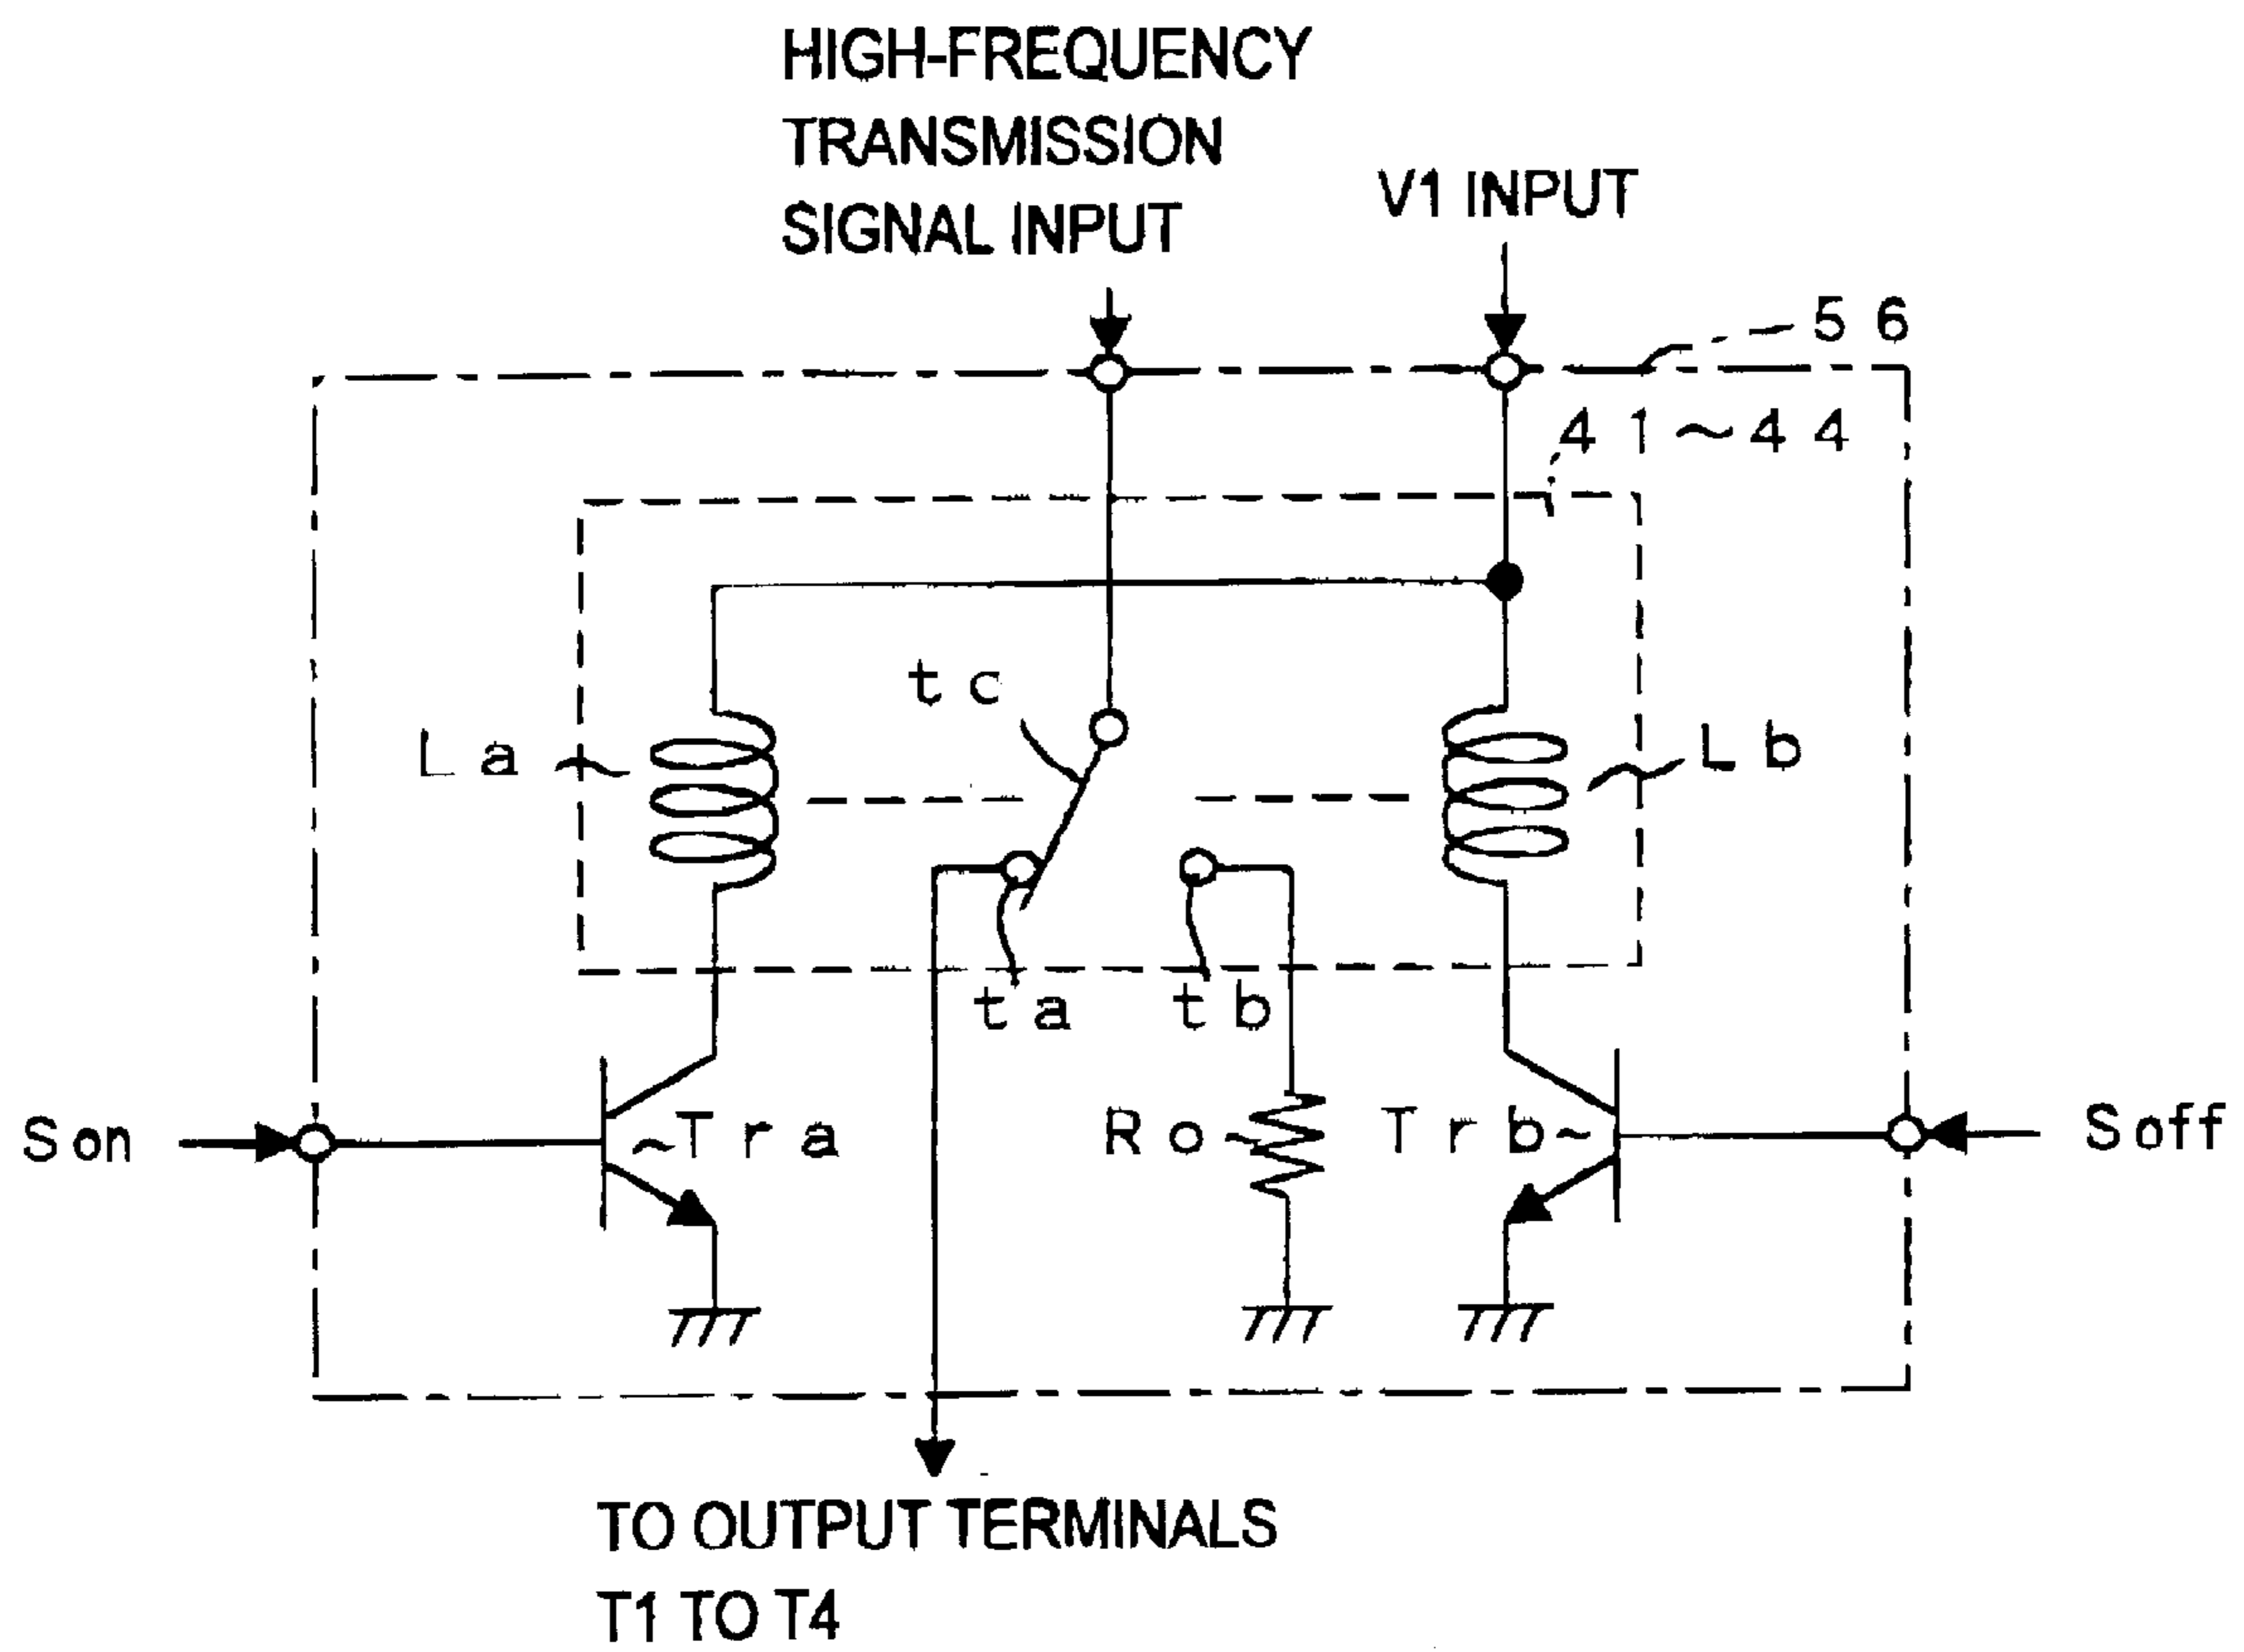 HIGH-FREQUENCY
TRANSMISSION
SIGNAL INPUT
V1 INPUT
56
41~44
tc
La
Lb
ta
tb
Son
Tra
Ro
Trb
Soff
TO OUTPUT TERMINALS
T1 TO T4